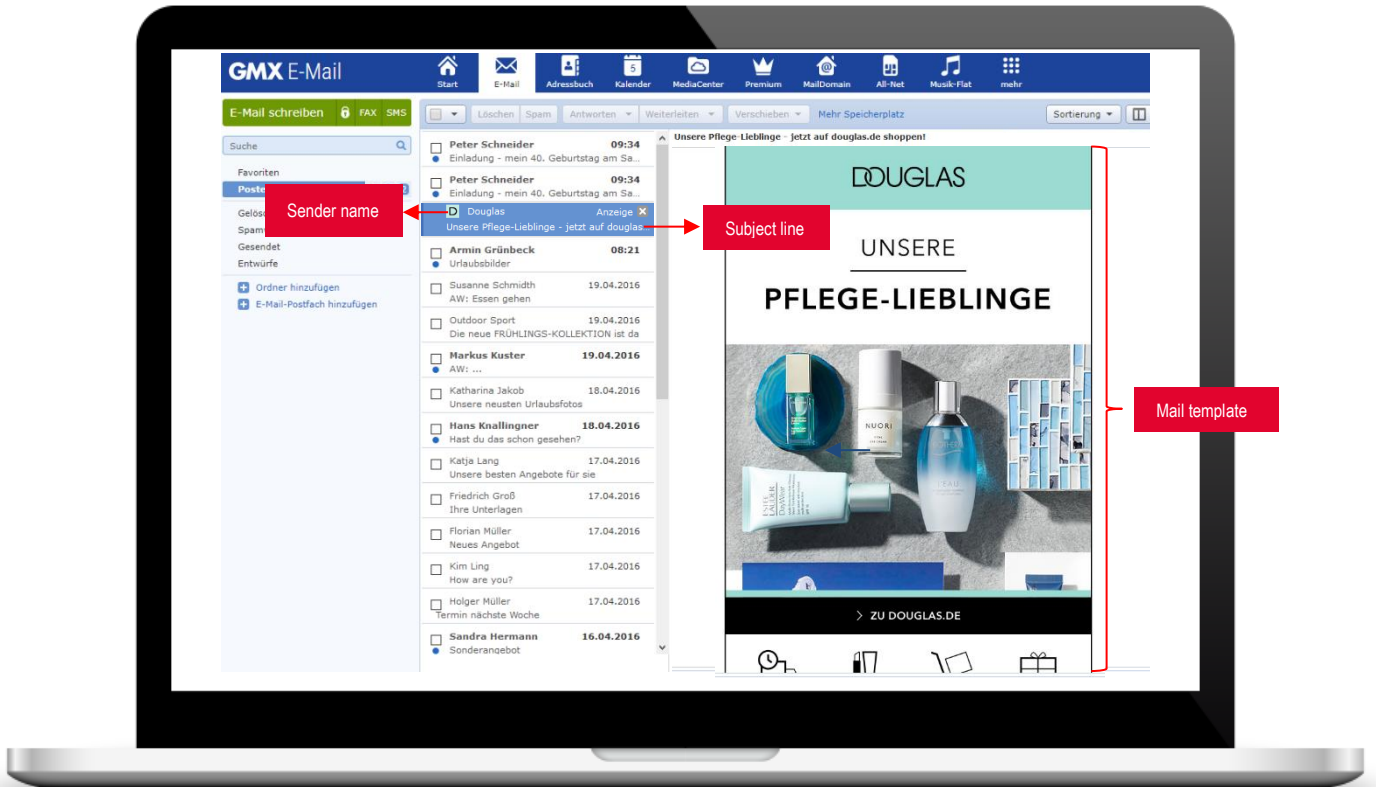 GMX E-Mail
Start
E-Mail
Adressbuch
5
Kalender
MediaCenter
Premium
@
MailDomain
All-Net
Musik-Flat
mehr
E-Mail schreiben FAX SMS
Löschen Spam Antworten Weiterleiten Verschieben Mehr Speicherplatz Sortierung
Suche
Favoriten
Gesendet
Entwürfe
Ordner hinzufügen
E-Mail-Postfach hinzufügen
Sender name
Peter Schneider 09:34
Einladung - mein 40. Geburtstag am Sa...
Peter Schneider 09:34
Einladung - mein 40. Geburtstag am Sa...
D Douglas Anzeige
Unsere Pflege-Lieblinge - jetzt auf douglas...
Armin Grünbeck 08:21
Urlaubsbilder
Susanne Schmidth 19.04.2016
AW: Essen gehen
Outdoor Sport 19.04.2016
Die neue FRÜHLINGS-KOLLEKTION ist da
Markus Kuster 19.04.2016
AW: ...
Katharina Jakob 18.04.2016
Unsere neusten Urlaubsfotos
Hans Knallingner 18.04.2016
Hast du das schon gesehen?
Katja Lang 17.04.2016
Unsere besten Angebote für sie
Friedrich Groß 17.04.2016
Ihre Unterlagen
Florian Müller 17.04.2016
Neues Angebot
Kim Ling 17.04.2016
How are you?
Holger Müller 17.04.2016
Termin nächste Woche
Sandra Hermann 16.04.2016
Sonderangebot
Subject line
Unsere Pflege-Lieblinge - jetzt auf douglas.de shoppen!
DOUGLAS
UNSERE
PFLEGE-LIEBLINGE
NUORI
L'EAU
ESTĒE
LAUDER
DayWear
> ZU DOUGLAS.DE
Mail template